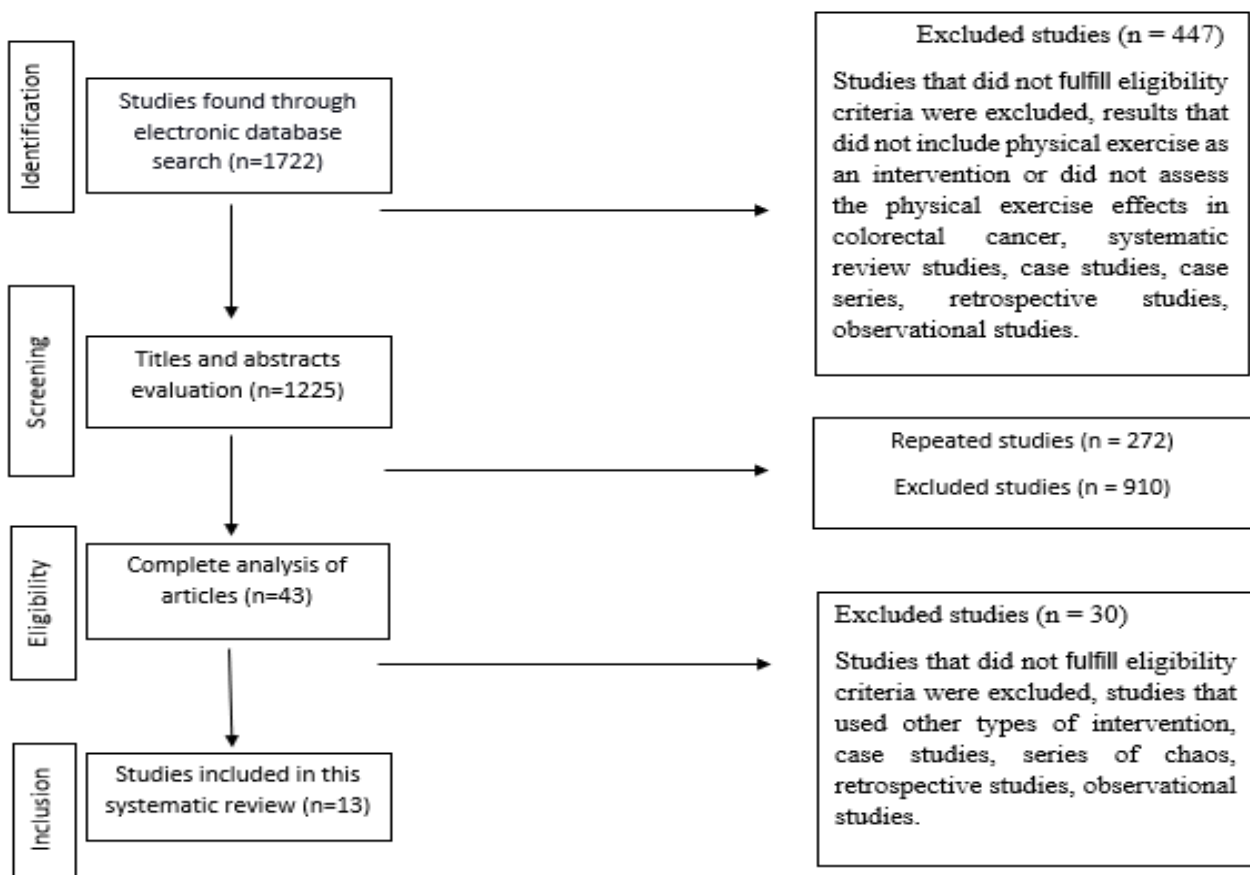 Identification
Studies found through
electronic database
search (n=1722)
Excluded studies (n = 447)
Studies that did not fulfill eligibility
criteria were excluded, results that
did not include physical exercise as
an intervention or did not assess
the physical exercise effects in
colorectal cancer, systematic
review studies, case studies, case
series, retrospective studies,
observational studies.
Screening
Titles and abstracts
evaluation (n=1225)
Repeated studies (n = 272)
Excluded studies (n = 910)
Eligibility
Complete analysis of
articles (n=43)
Excluded studies (n = 30)
Studies that did not fulfill eligibility
criteria were excluded, studies that
used other types of intervention,
case studies, series of chaos,
retrospective studies, observational
studies.
Inclusion
Studies included in this
systematic review (n=13)